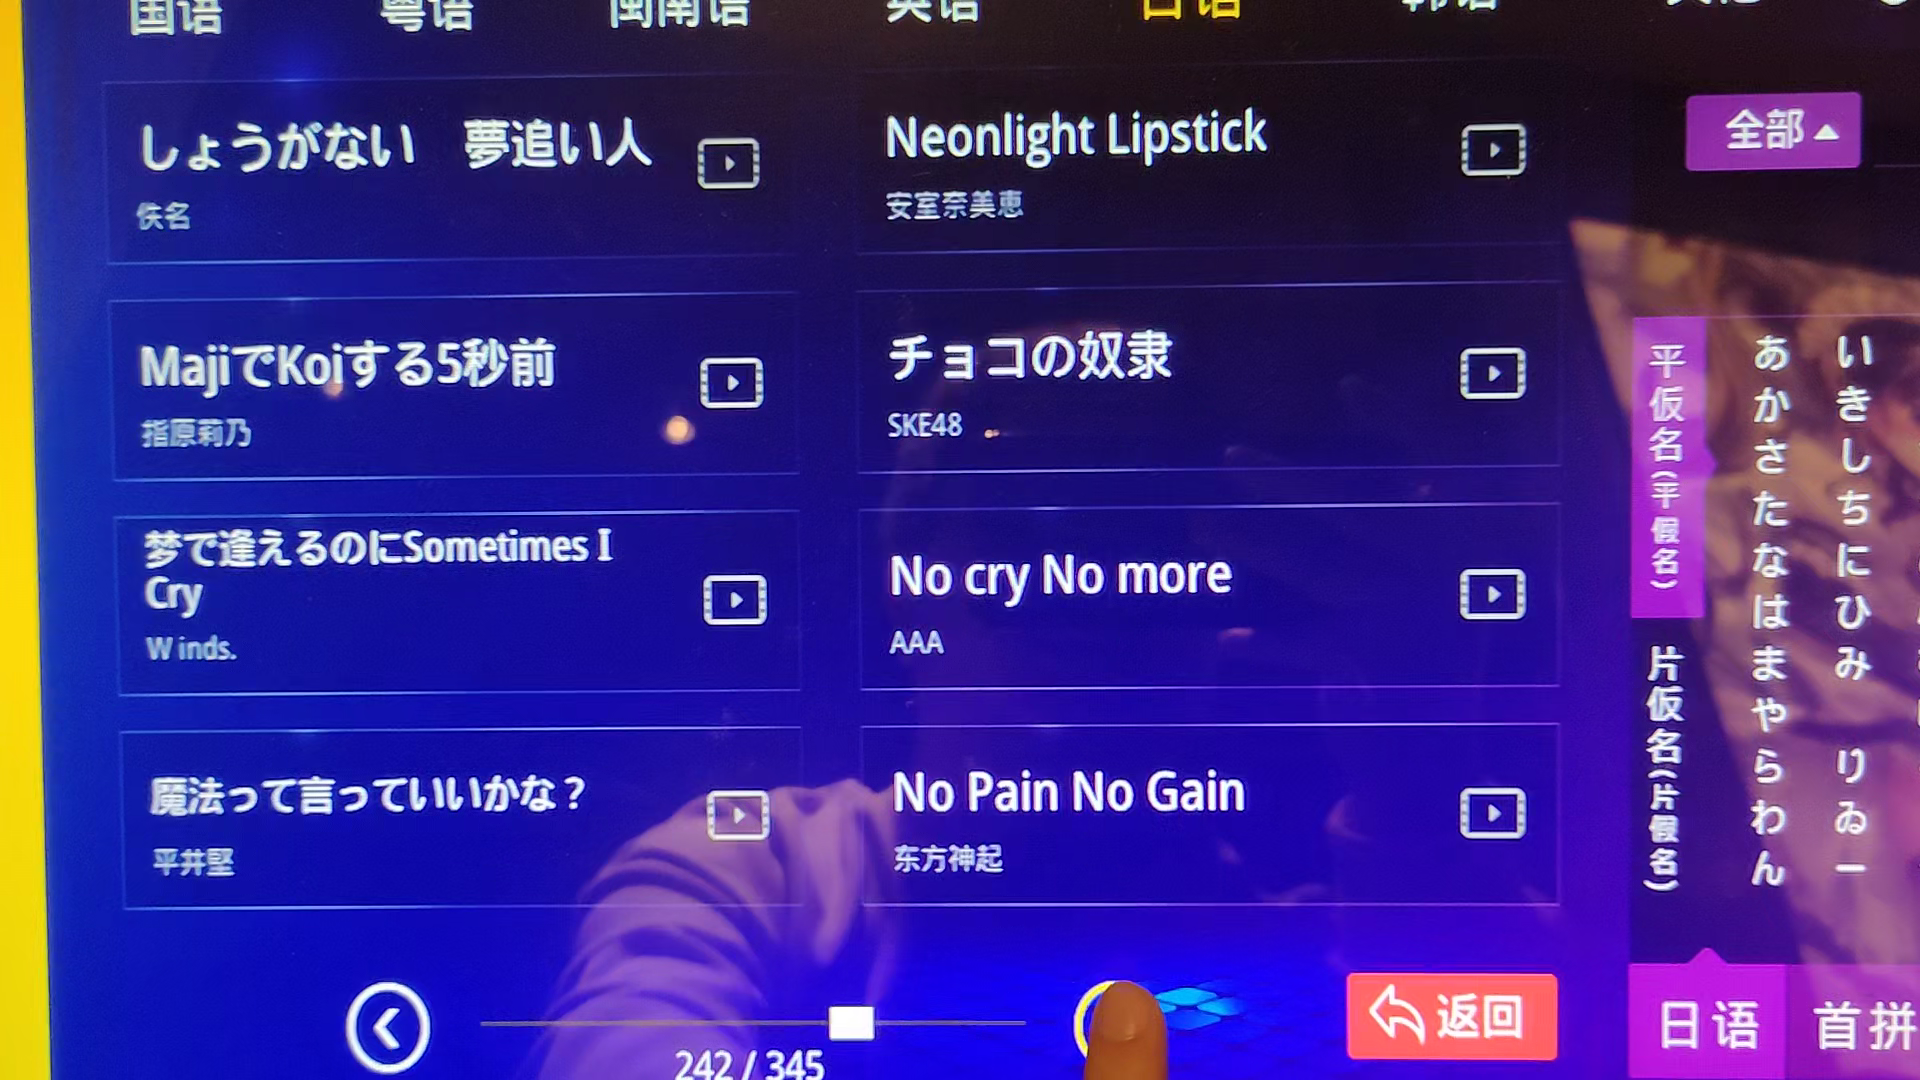 国语 粤语 闽南语 英语 日语 韩语
しょうがない 夢追い人
佚名
Neonlight Lipstick
安室奈美恵
全部
MajiでKoiする5秒前
指原莉乃
チョコの奴隶
SKE48
梦で逢えるのにSometimes I
Cry
W inds.
No cry No more
AAA
魔法って言っていいかな？
平井堅
No Pain No Gain
东方神起
平仮名(平假名)
片仮名(片假名)
あ い
か き
さ し
た ち
な に
は ひ
ま み
や
ら り
わ ゐ
ん ー
242 / 345
返回
日语
首拼